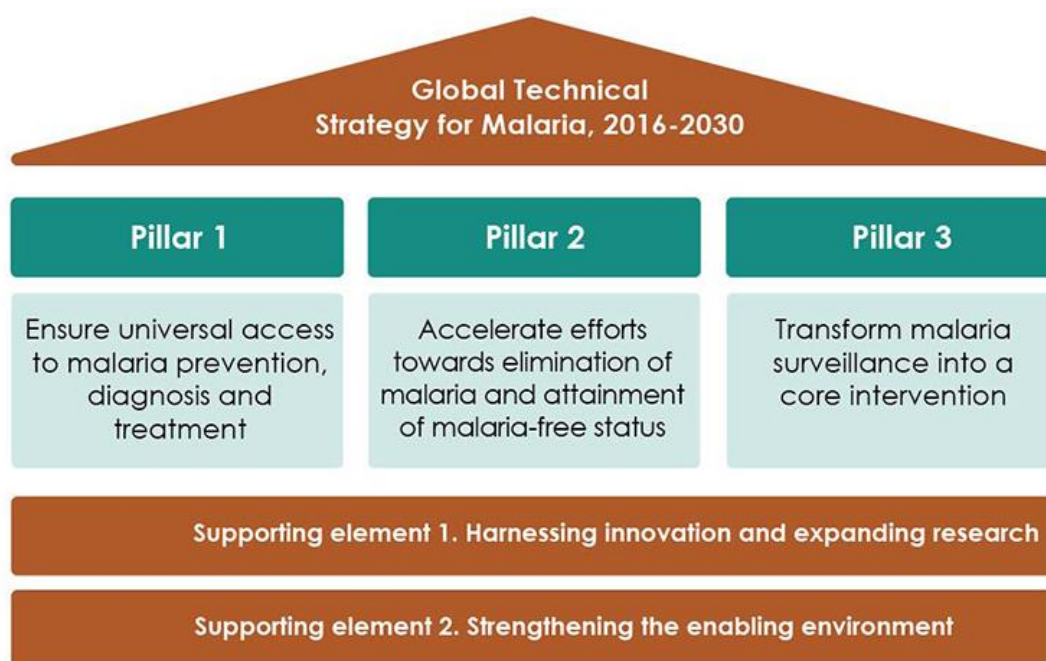 Global Technical
Strategy for Malaria, 2016-2030
Pillar 1
Ensure universal access
to malaria prevention,
diagnosis and
treatment
Pillar 2
Accelerate efforts
towards elimination of
malaria and attainment
of malaria-free status
Pillar 3
Transform malaria
surveillance into a
core intervention
Supporting element 1. Harnessing innovation and expanding research
Supporting element 2. Strengthening the enabling environment